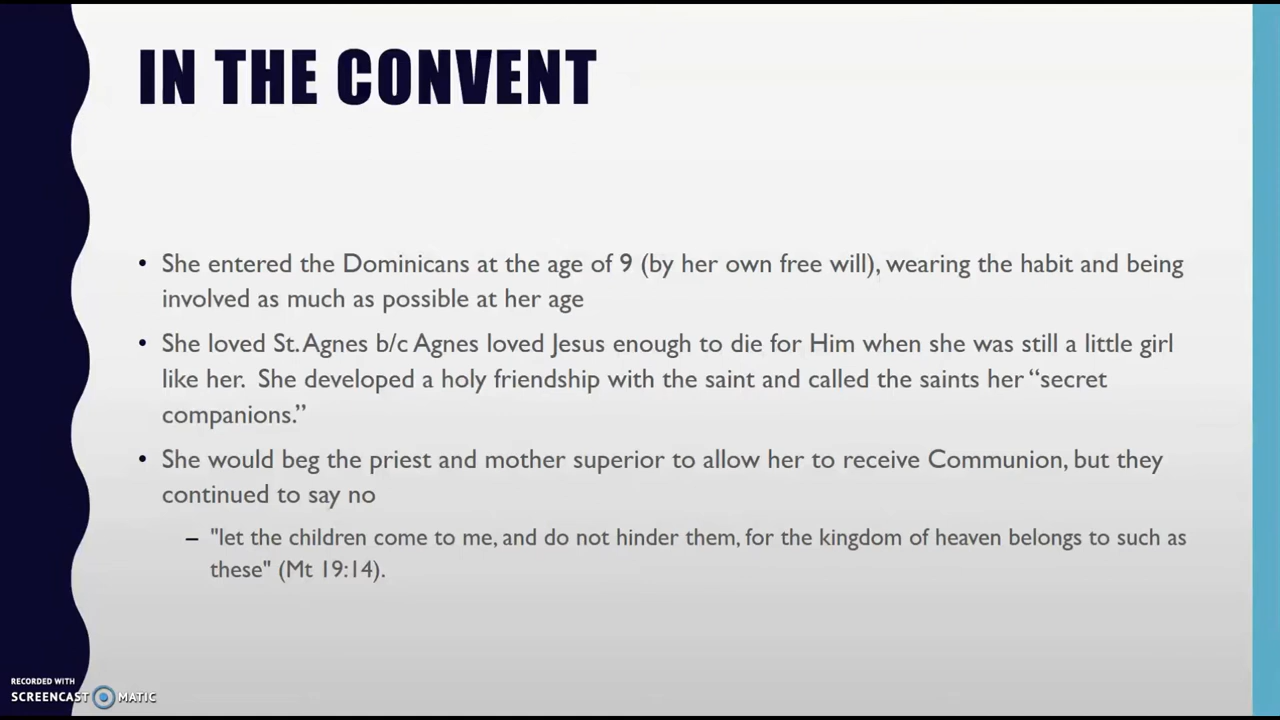 IN THE CONVENT
• She entered the Dominicans at the age of 9 (by her own free will), wearing the habit and being
involved as much as possible at her age
• She loved St. Agnes b/c Agnes loved Jesus enough to die for Him when she was still a little girl
like her.  She developed a holy friendship with the saint and called the saints her “secret
companions.”
• She would beg the priest and mother superior to allow her to receive Communion, but they
continued to say no
– "let the children come to me, and do not hinder them, for the kingdom of heaven belongs to such as
these" (Mt 19:14).
RECORDED WITH
SCREENCAST MATIC